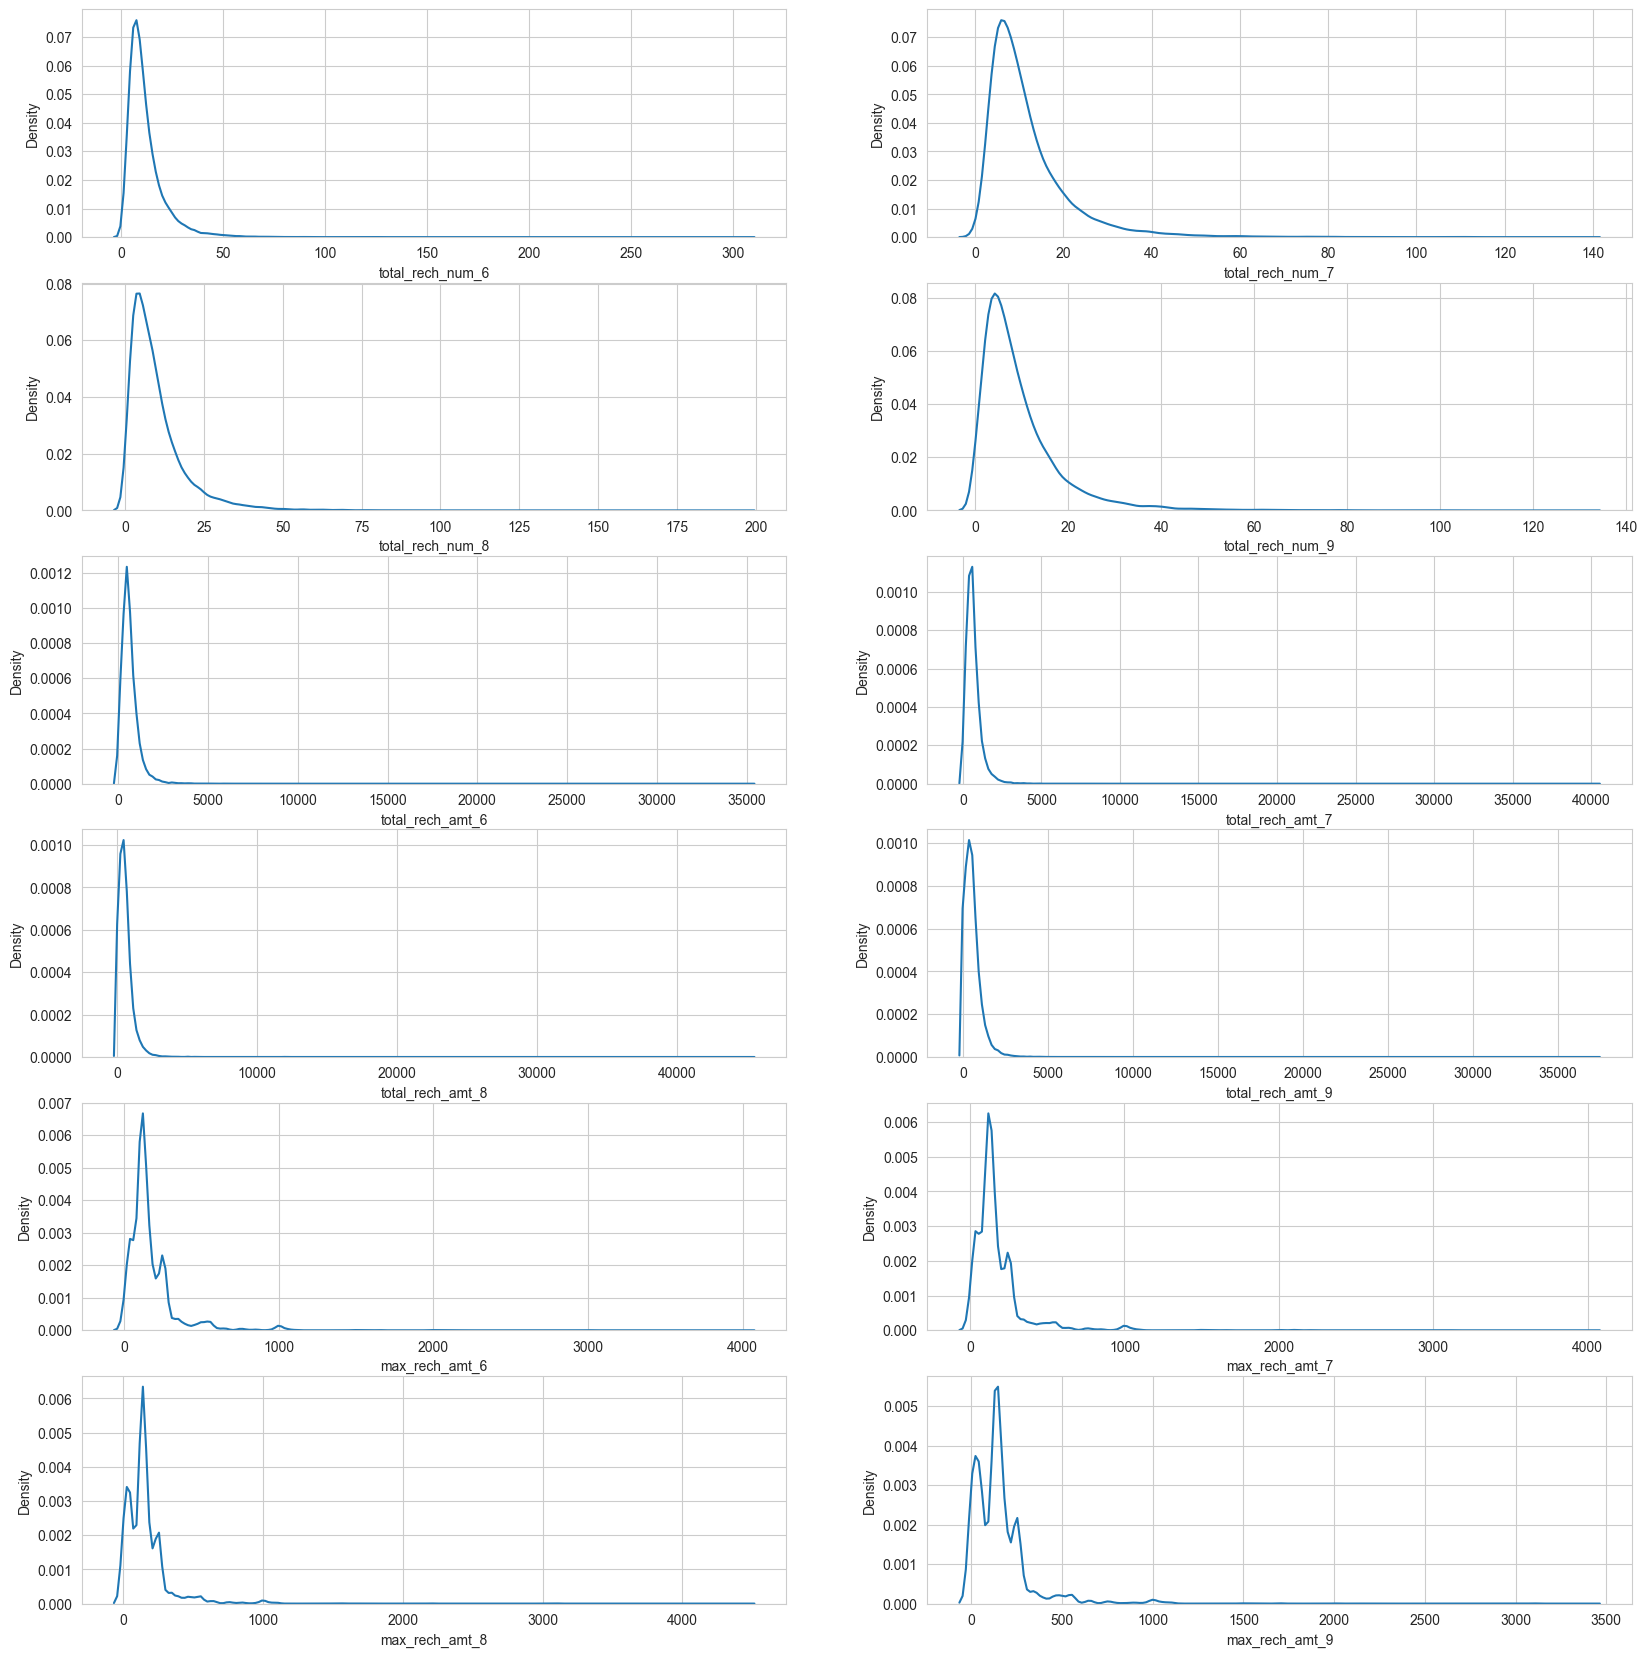 0.07
0.06
0.05
0.04
0.03
0.02
0.01
0.00
Density
0 50 100 150 200 250 300
total_rech_num_6
0.07
0.06
0.05
0.04
0.03
0.02
0.01
0.00
Density
0 20 40 60 80 100 120 140
total_rech_num_7
0.08
0.06
0.04
0.02
0.00
Density
0 25 50 75 100 125 150 175 200
total_rech_num_8
0.08
0.06
0.04
0.02
0.00
Density
0 20 40 60 80 100 120 140
total_rech_num_9
0.0012
0.0010
0.0008
0.0006
0.0004
0.0002
0.0000
Density
0 5000 10000 15000 20000 25000 30000 35000
total_rech_amt_6
0.0010
0.0008
0.0006
0.0004
0.0002
0.0000
Density
0 5000 10000 15000 20000 25000 30000 35000 40000
total_rech_amt_7
0.0010
0.0008
0.0006
0.0004
0.0002
0.0000
Density
0 10000 20000 30000 40000
total_rech_amt_8
0.0010
0.0008
0.0006
0.0004
0.0002
0.0000
Density
0 5000 10000 15000 20000 25000 30000 35000
total_rech_amt_9
0.007
0.006
0.005
0.004
0.003
0.002
0.001
0.000
Density
0 1000 2000 3000 4000
max_rech_amt_6
0.006
0.005
0.004
0.003
0.002
0.001
0.000
Density
0 1000 2000 3000 4000
max_rech_amt_7
0.006
0.005
0.004
0.003
0.002
0.001
0.000
Density
0 1000 2000 3000 4000
max_rech_amt_8
0.005
0.004
0.003
0.002
0.001
0.000
Density
0 500 1000 1500 2000 2500 3000 3500
max_rech_amt_9